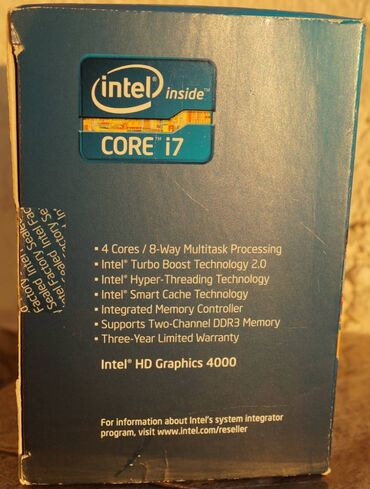 intel inside™
CORE™ i7
▪ 4 Cores / 8-Way Multitask Processing
▪ Intel® Turbo Boost Technology 2.0
▪ Intel® Hyper-Threading Technology
▪ Intel® Smart Cache Technology
▪ Integrated Memory Controller
▪ Supports Two-Channel DDR3 Memory
▪ Three-Year Limited Warranty
Intel® HD Graphics 4000
For information about Intel's system integrator
program, visit www.intel.com/reseller
Factory Sealed